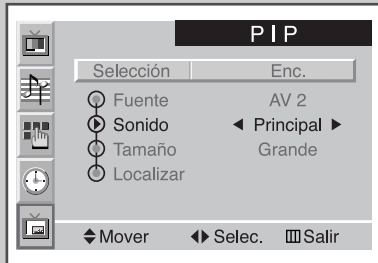 PIP
Selección Enc.
Fuente AV 2
Sonido ◀ Principal ▶
Tamaño Grande
Localizar
Mover Selec. Salir